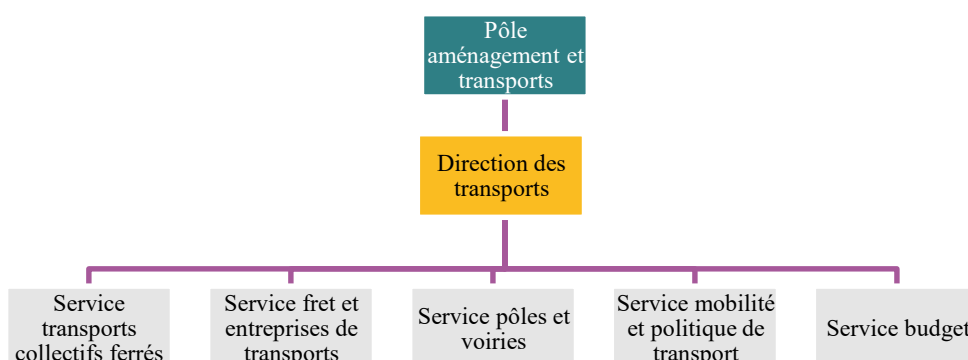 Pôle
aménagement et
transports
Direction des
transports
Service
transports
collectifs ferrés
Service fret et
entreprises de
transports
Service pôles et
voiries
Service mobilité
et politique de
transport
Service budget